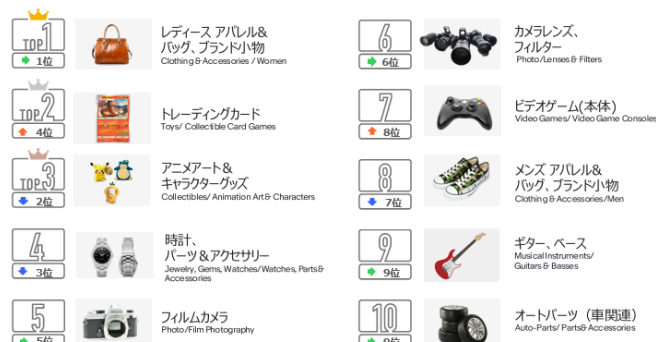 TOP 1
1位
レディース アパレル&
バッグ、ブランド小物
Clothing & Accessories / Women
TOP 2
4位
トレーディングカード
Toys/ Collectible Card Games
TOP 3
2位
アニメアート&
キャラクターグッズ
Collectibles/ Animation Art & Characters
4
3位
時計、
パーツ&アクセサリー
Jewelry, Gems, Watches/Watches, Parts &
Accessories
5
5位
フィルムカメラ
Photo/Film Photography
6
6位
カメラレンズ、
フィルター
Photo/Lenses & Filters
7
8位
ビデオゲーム(本体)
Video Games/ Video Game Consoles
8
7位
メンズ アパレル&
バッグ、ブランド小物
Clothing & Accessories/Men
9
9位
ギター、ベース
Musical Instruments/
Guitars & Basses
10
オートパーツ（車関連）
Auto-Parts/ Parts & Accessories